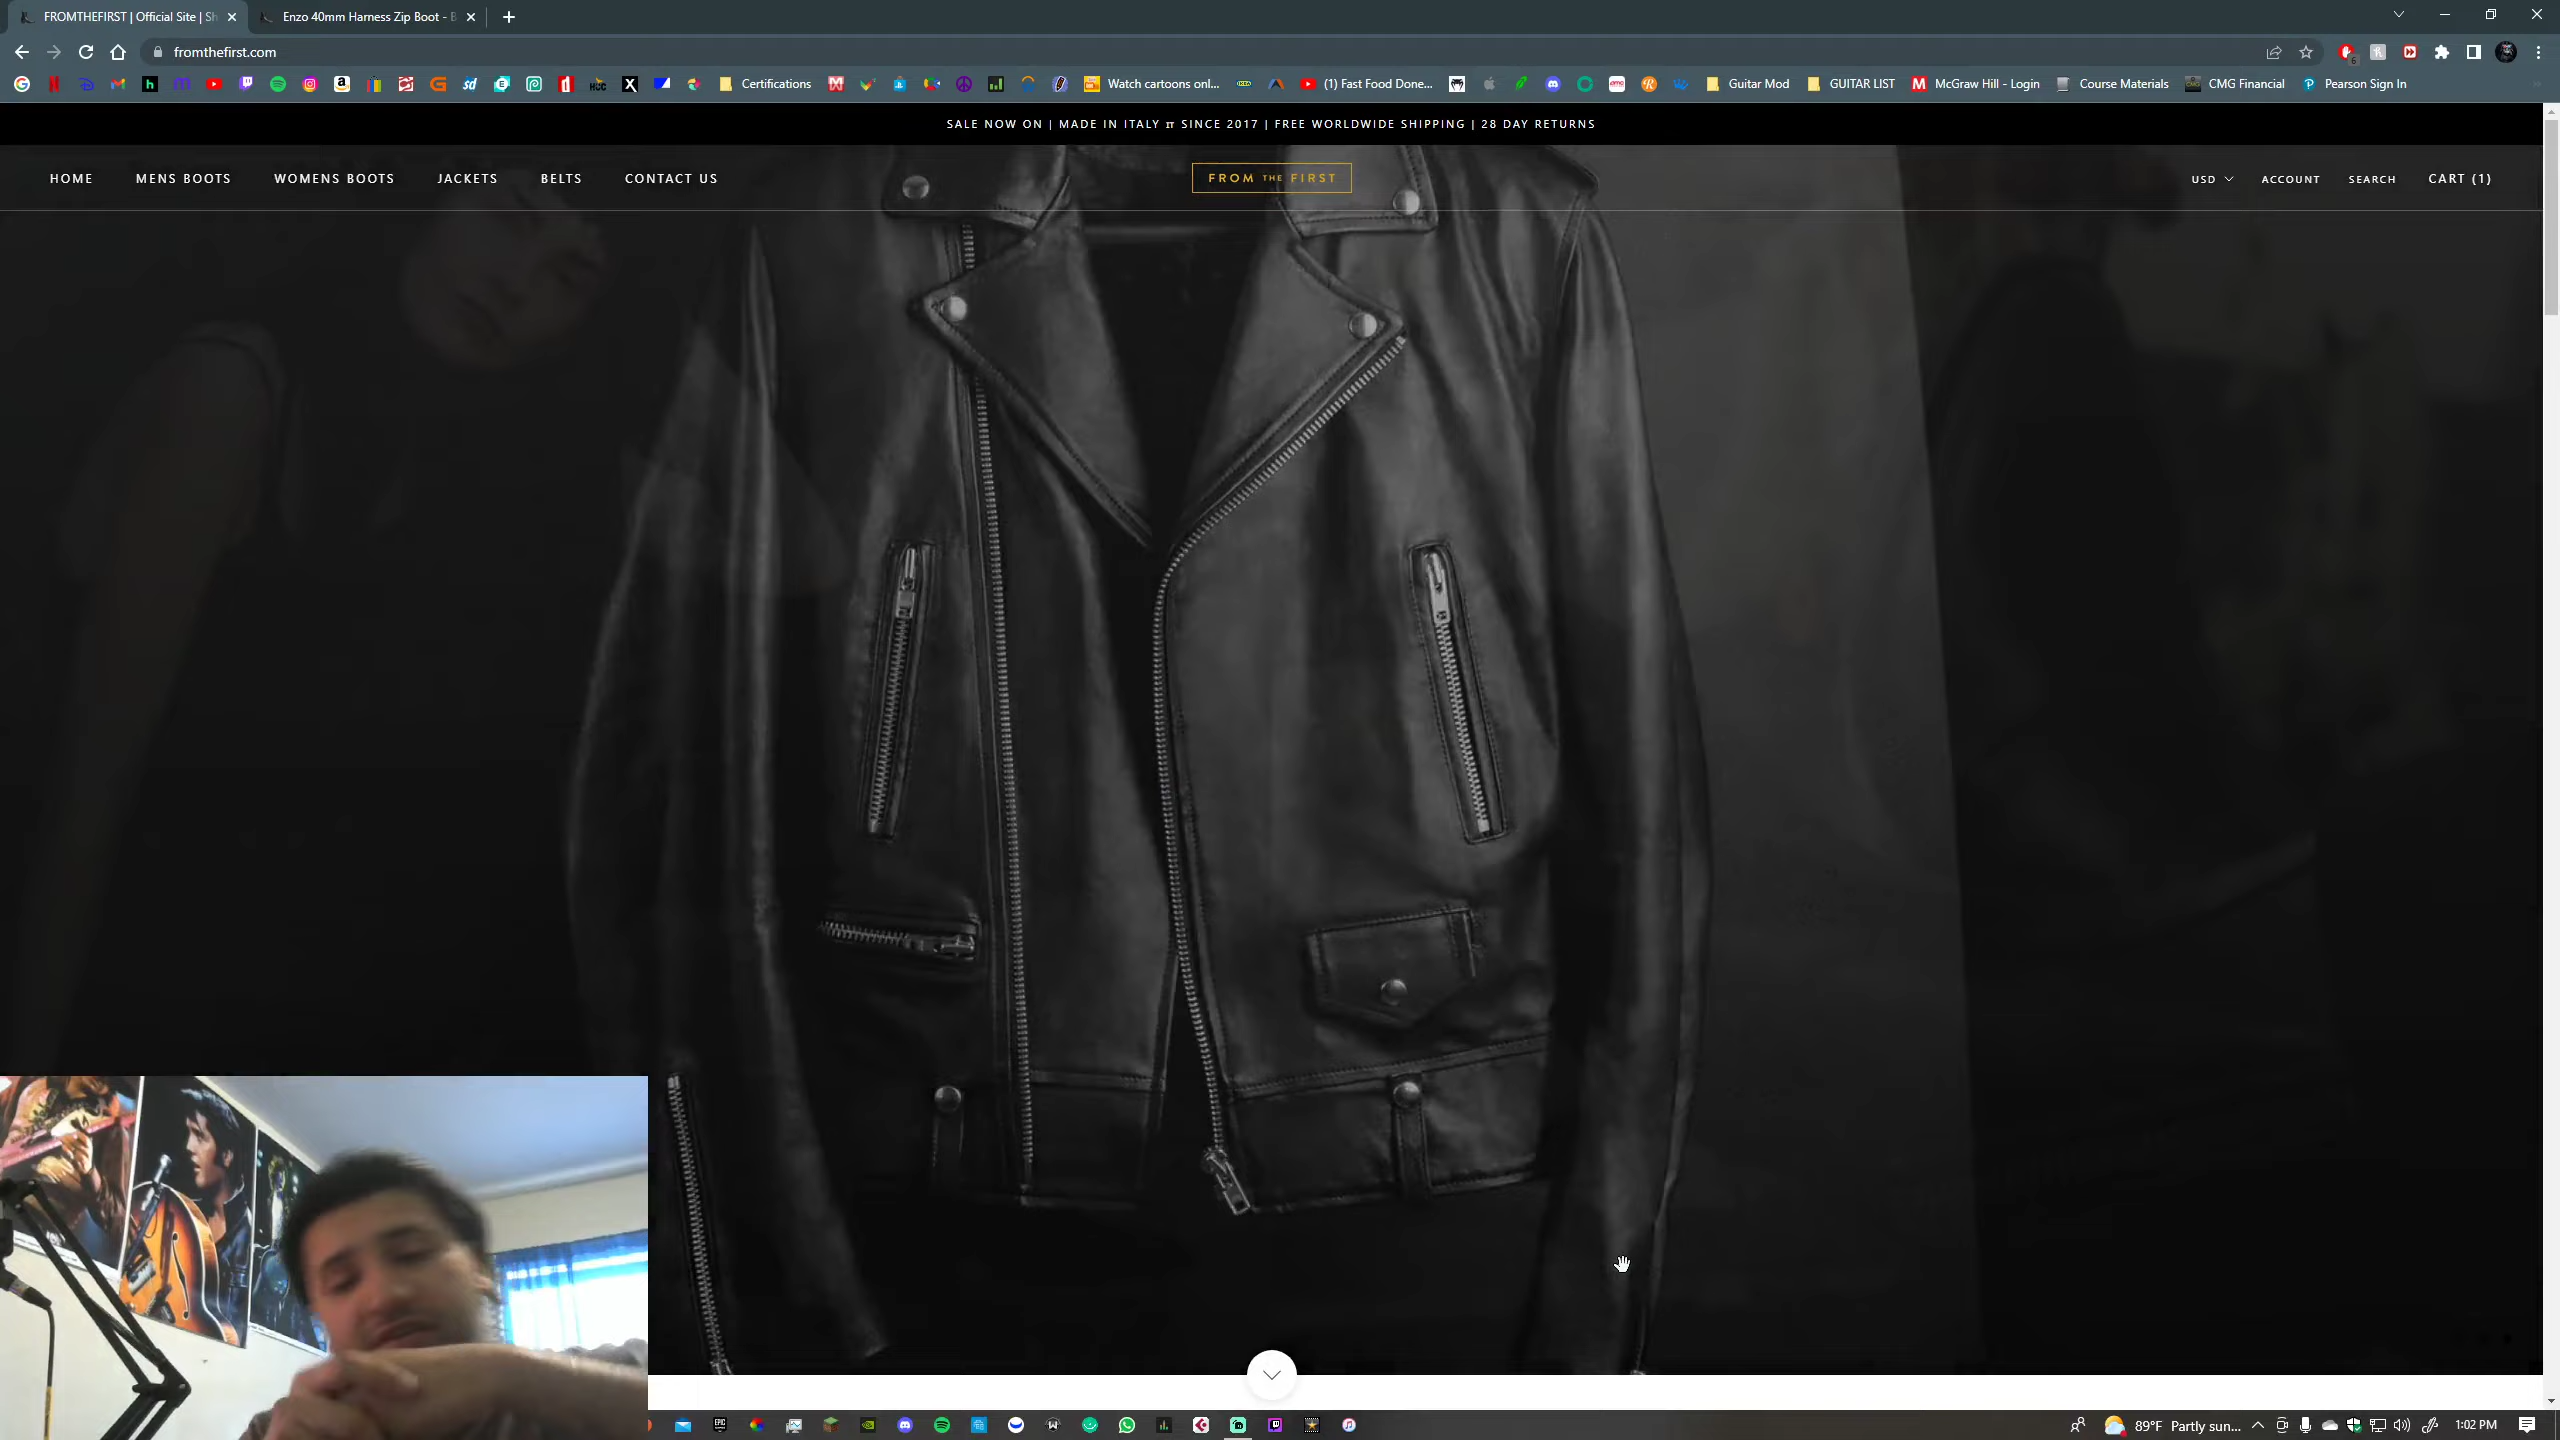 FROMTHEFIRST | Official Site | Sh
Enzo 40mm Harness Zip Boot - B
fromthefirst.com
Certifications
Watch cartoons onl...
(1) Fast Food Done...
Guitar Mod
GUITAR LIST
McGraw Hill - Login
Course Materials
CMG Financial
Pearson Sign In
SALE NOW ON | MADE IN ITALY IT SINCE 2017 | FREE WORLDWIDE SHIPPING | 28 DAY RETURNS
HOME MENS BOOTS WOMENS BOOTS JACKETS BELTS CONTACT US
FROM THE FIRST
USD ACCOUNT SEARCH CART (1)
89°F Partly sun...
1:02 PM